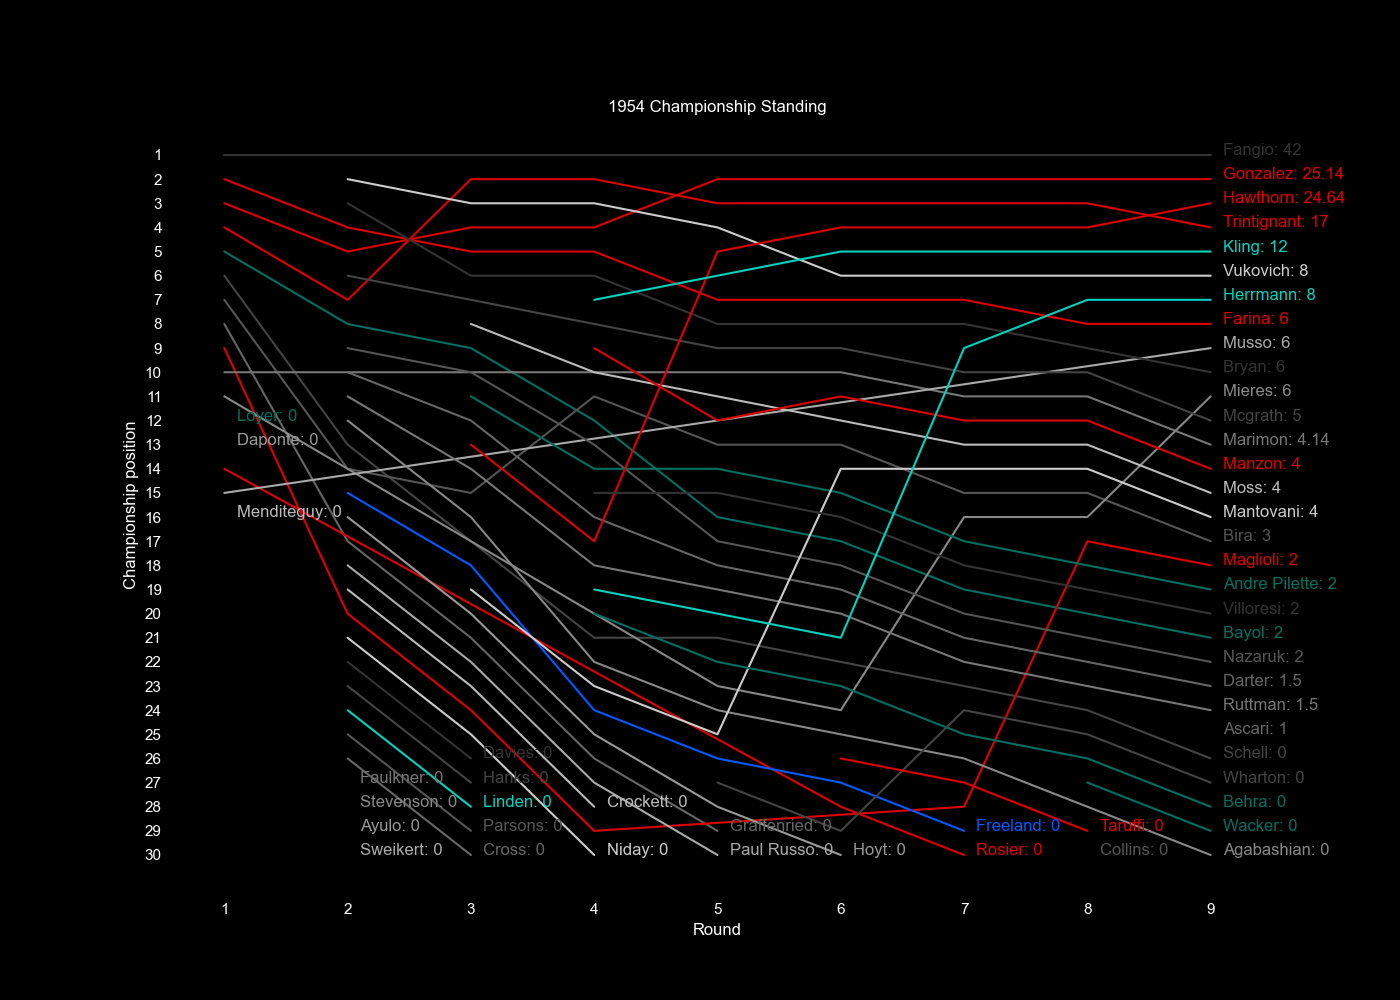 1954 Championship Standing
Championship position
1
2
3
4
5
6
7
8
9
10
11
12
13
14
15
16
17
18
19
20
21
22
23
24
25
26
27
28
29
30
Loyer: 0
Daponte: 0
Menditeguy: 0
Faulkner: 0
Stevenson: 0
Ayulo: 0
Sweikert: 0
Davies: 0
Hanks: 0
Linden: 0
Parsons: 0
Cross: 0
Crockett: 0
Niday: 0
Graffenried: 0
Paul Russo: 0
Hoyt: 0
Freeland: 0
Rosier: 0
Taruffi: 0
Collins: 0
Fangio: 42
Gonzalez: 25.14
Hawthorn: 24.64
Trintignant: 17
Kling: 12
Vukovich: 8
Herrmann: 8
Farina: 6
Musso: 6
Bryan: 6
Mieres: 6
Mcgrath: 5
Marimon: 4.14
Manzon: 4
Moss: 4
Mantovani: 4
Bira: 3
Maglioli: 2
Andre Pilette: 2
Villoresi: 2
Bayol: 2
Nazaruk: 2
Darter: 1.5
Ruttman: 1.5
Ascari: 1
Schell: 0
Wharton: 0
Behra: 0
Wacker: 0
Agabashian: 0
1 2 3 4 5 6 7 8 9
Round